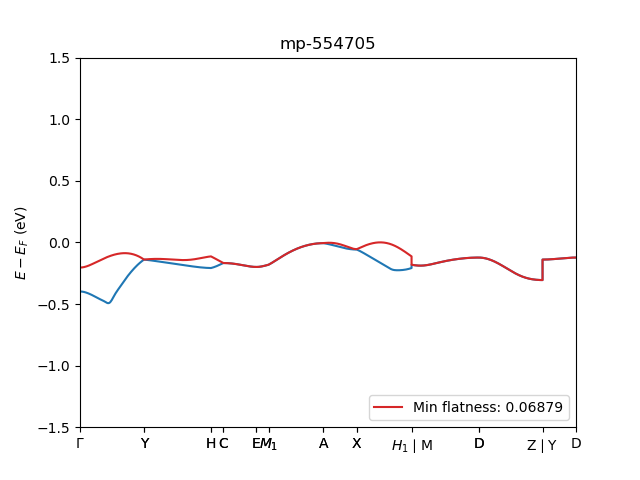 mp-554705
E − E_F (eV)
1.5
1.0
0.5
0.0
−0.5
−1.0
−1.5
Min flatness: 0.06879
Γ Y H C E M₁ A X H₁ | M D Z | Y D